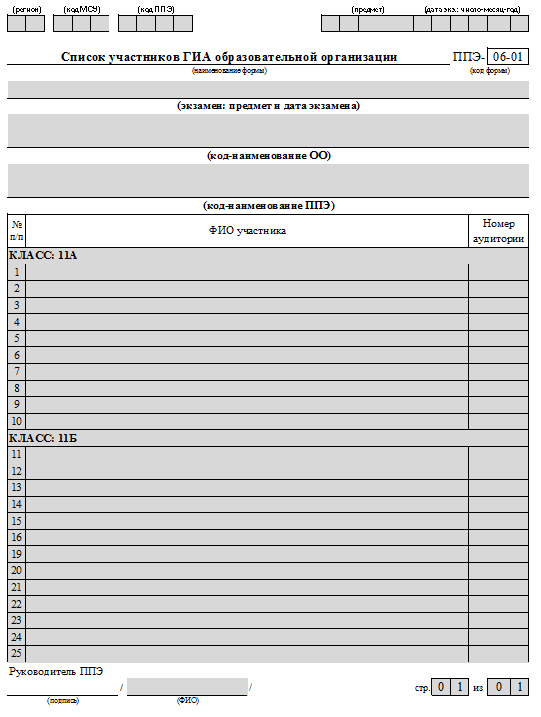 (регион) (код МСУ) (код ППЭ) (предмет) (дата экз.: число-месяц-год)
Список участников ГИА образовательной организации ППЭ- 06-01
(наименование формы) (код формы)
(экзамен: предмет и дата экзамена)
(код-наименование ОО)
(код-наименование ППЭ)
№ п/п ФИО участника Номер аудитории
КЛАСС: 11А
1
2
3
4
5
6
7
8
9
10
КЛАСС: 11Б
11
12
13
14
15
16
19
20
21
22
23
24
25
Руководитель ППЭ
/ / стр. 0 1 из 0 1
(подпись) (ФИО)